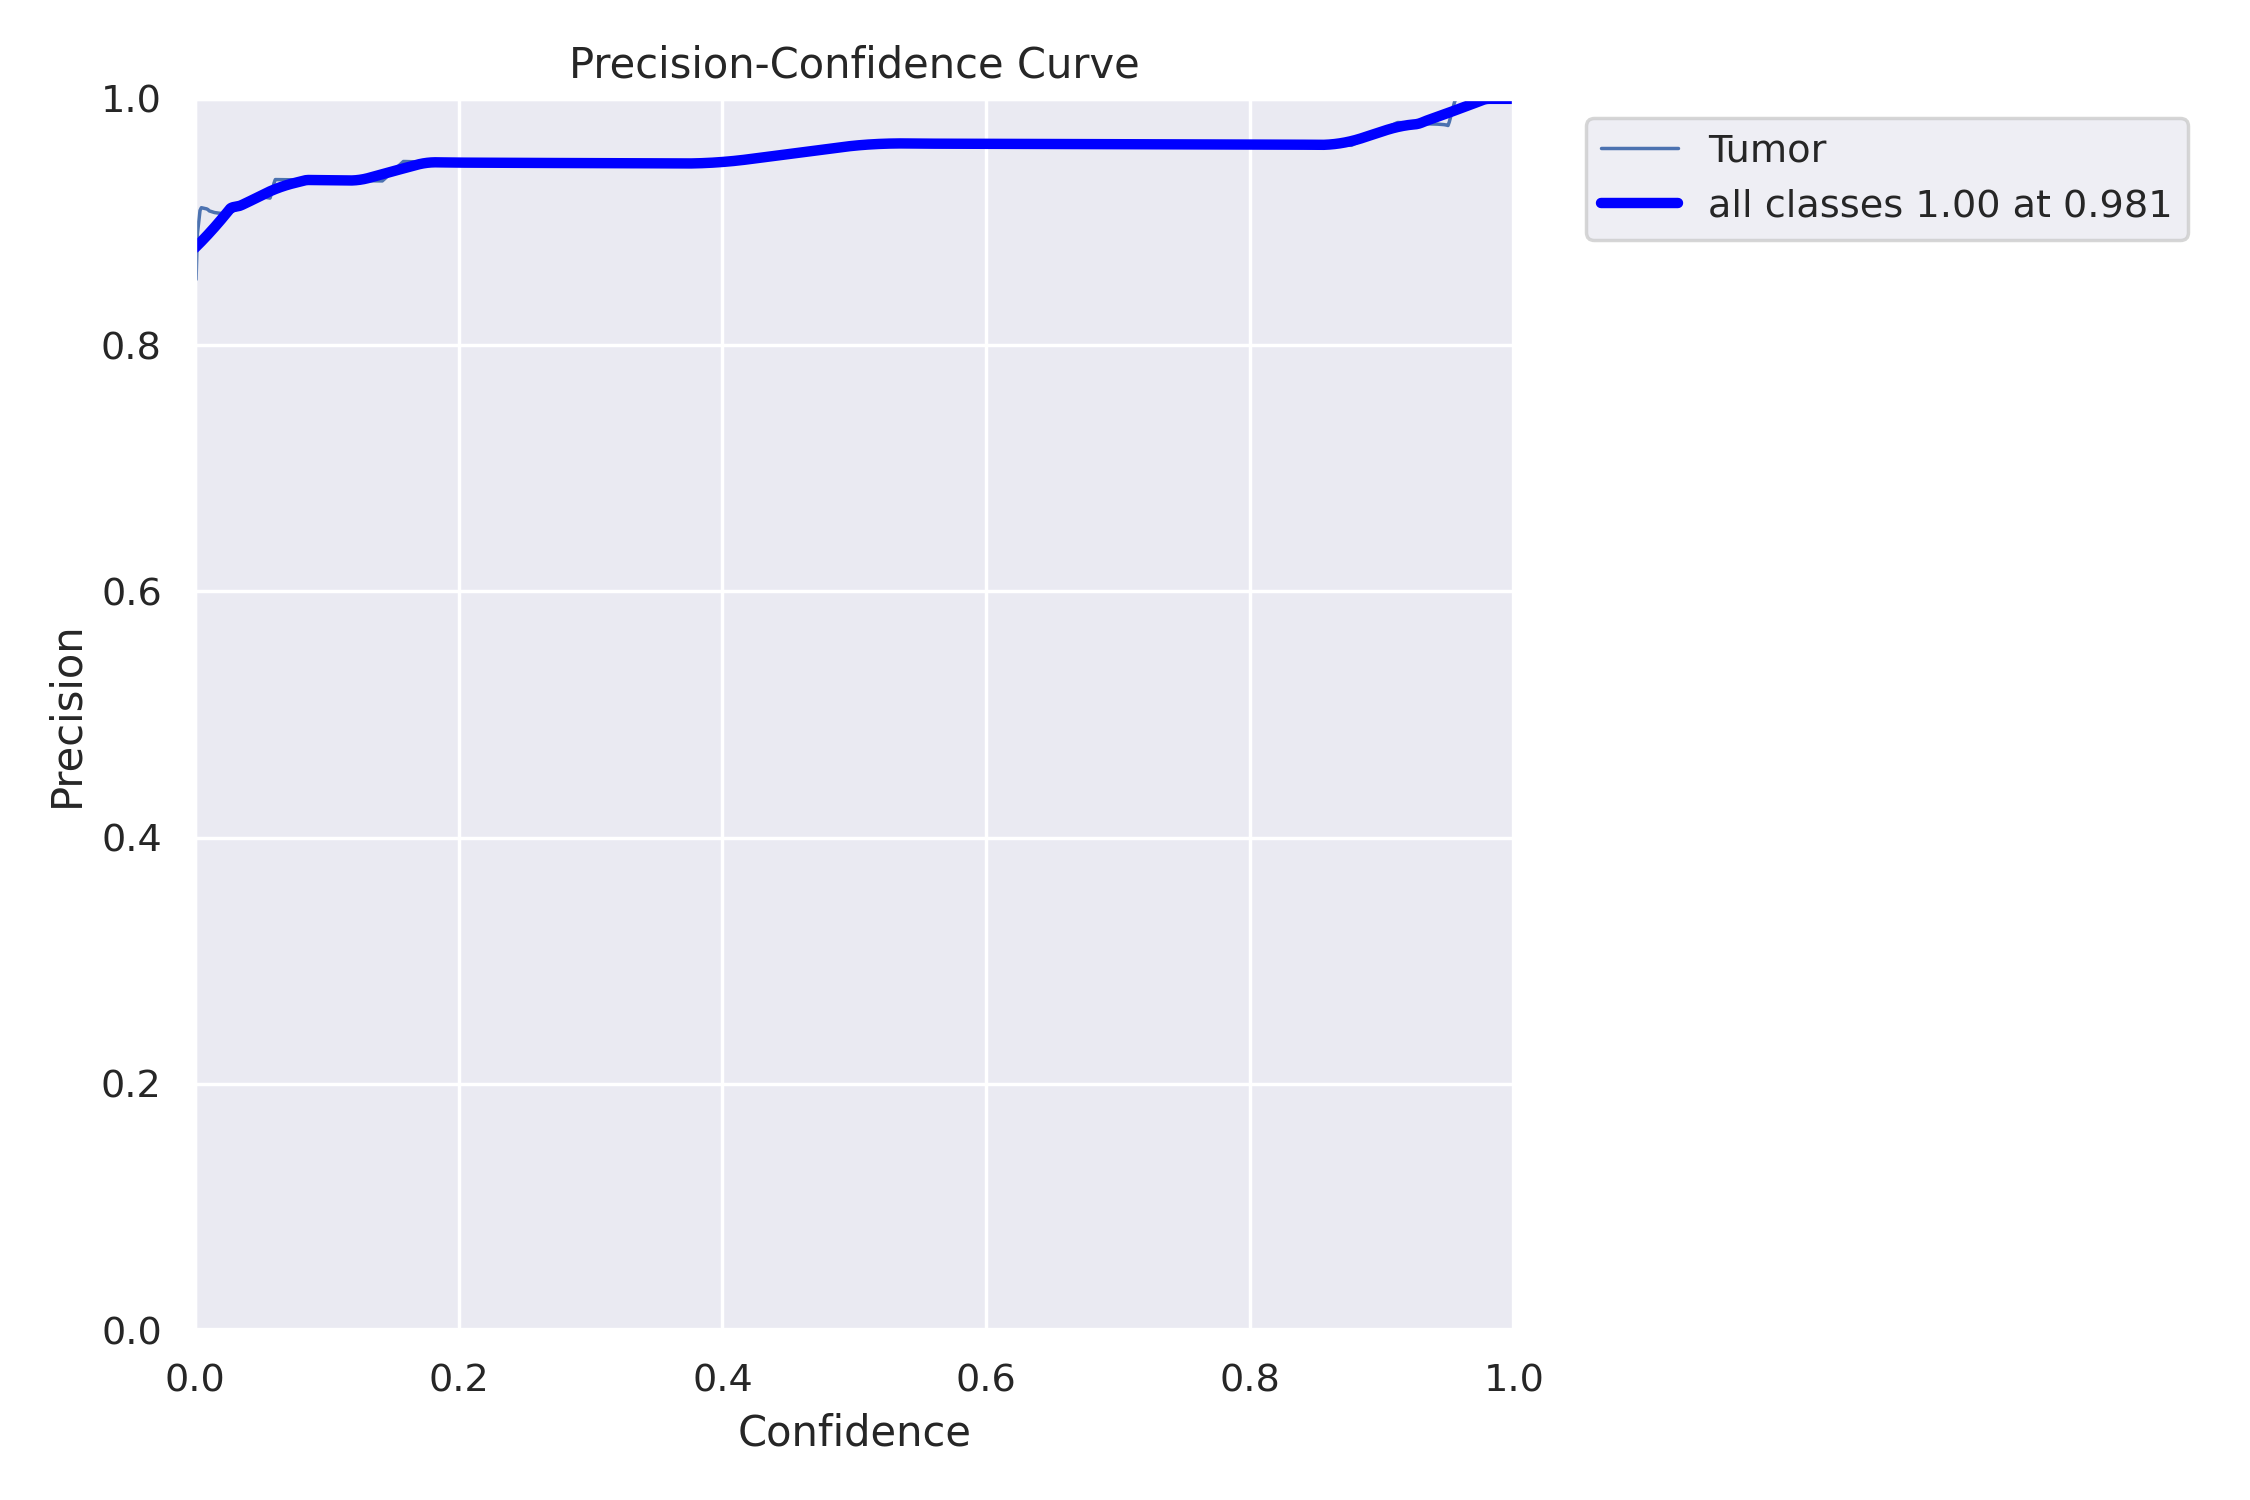 Precision-Confidence Curve
1.0
0.8
0.6
0.4
0.2
0.0
Precision
0.0 0.2 0.4 0.6 0.8 1.0
Confidence
Tumor
all classes 1.00 at 0.981